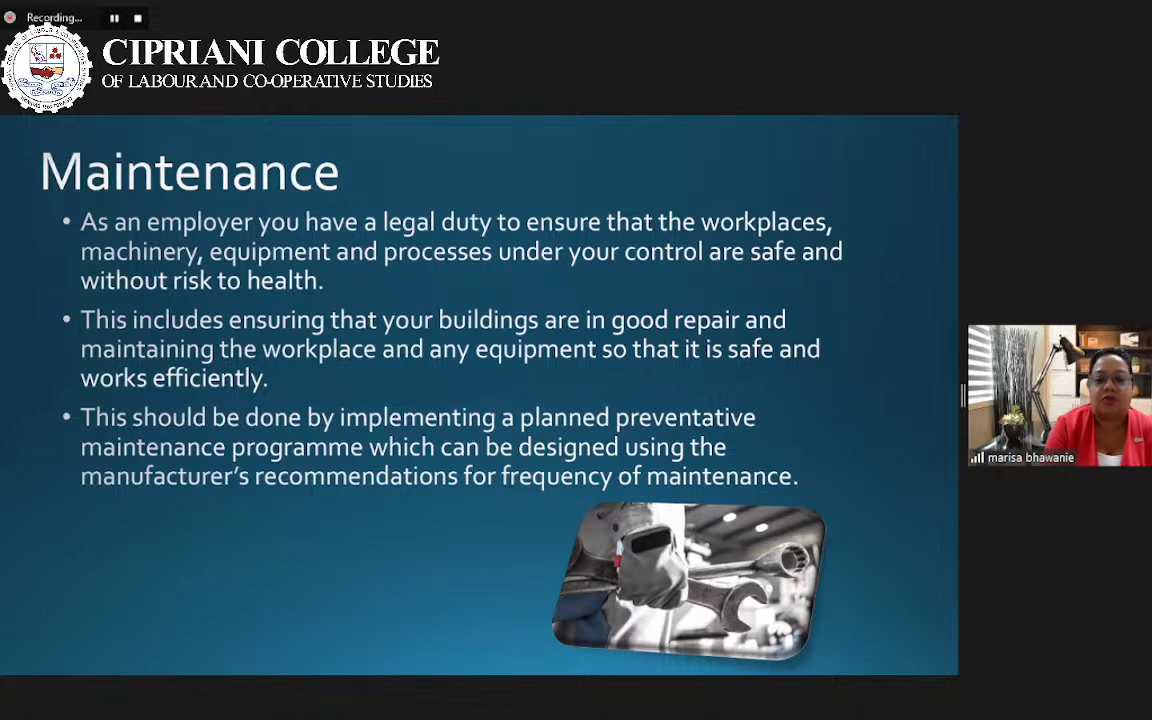 Recording...
CIPRIANI COLLEGE
OF LABOUR AND CO-OPERATIVE STUDIES
Maintenance
• As an employer you have a legal duty to ensure that the workplaces,
machinery, equipment and processes under your control are safe and
without risk to health.
• This includes ensuring that your buildings are in good repair and
maintaining the workplace and any equipment so that it is safe and
works efficiently.
• This should be done by implementing a planned preventative
maintenance programme which can be designed using the
manufacturer's recommendations for frequency of maintenance.
marisa bhawanie